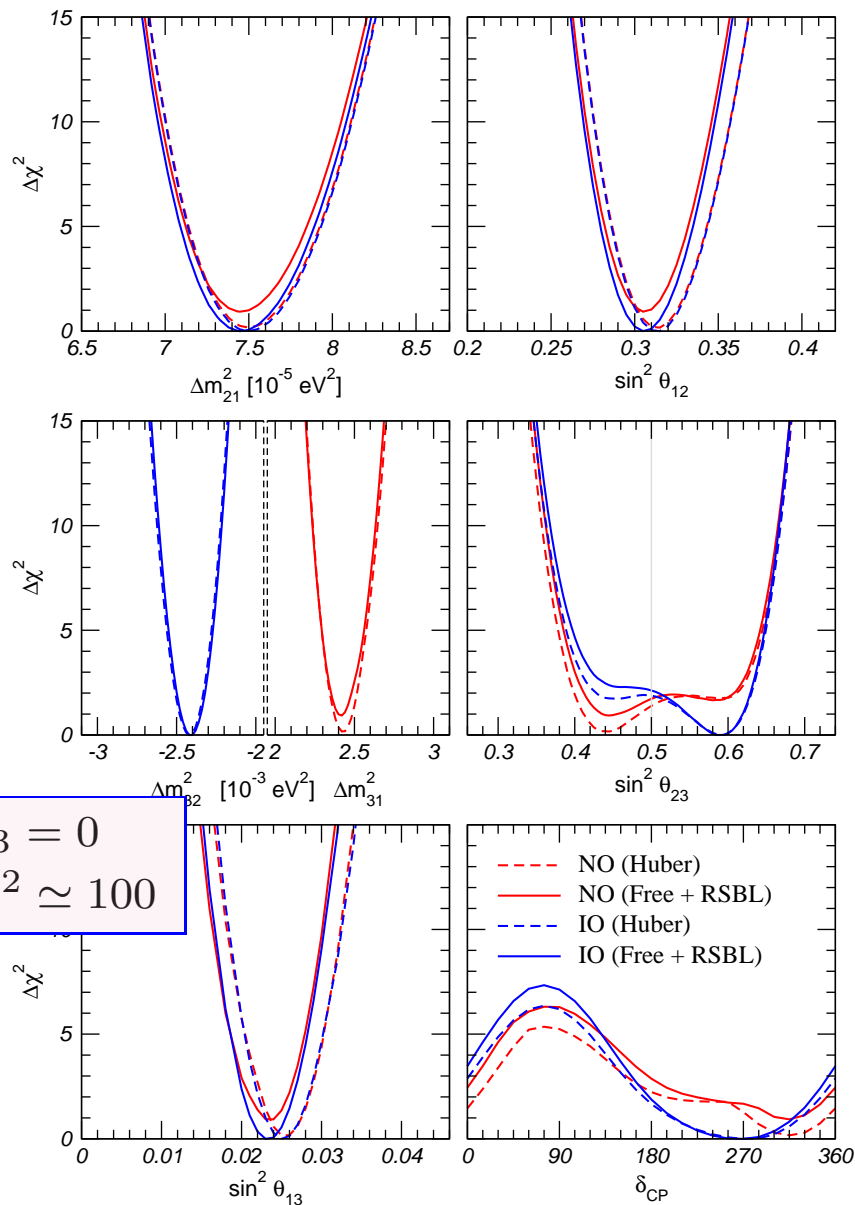 15
10
5
0
Δχ²
6.5 7 7.5 8 8.5
Δm²₂₁ [10⁻⁵ eV²]
0.2 0.25 0.3 0.35 0.4
sin² θ₁₂
15
10
5
0
Δχ²
-3 -2.5 -2 2 2.5 3
Δm²₃₂ [10⁻³ eV²] Δm²₃₁
0.3 0.4 0.5 0.6 0.7
sin² θ₂₃
₃ = 0
² ≃ 100
10
5
0
Δχ²
0 0.01 0.02 0.03 0.04
sin² θ₁₃
NO (Huber)
NO (Free + RSBL)
IO (Huber)
IO (Free + RSBL)
0 90 180 270 360
δCP